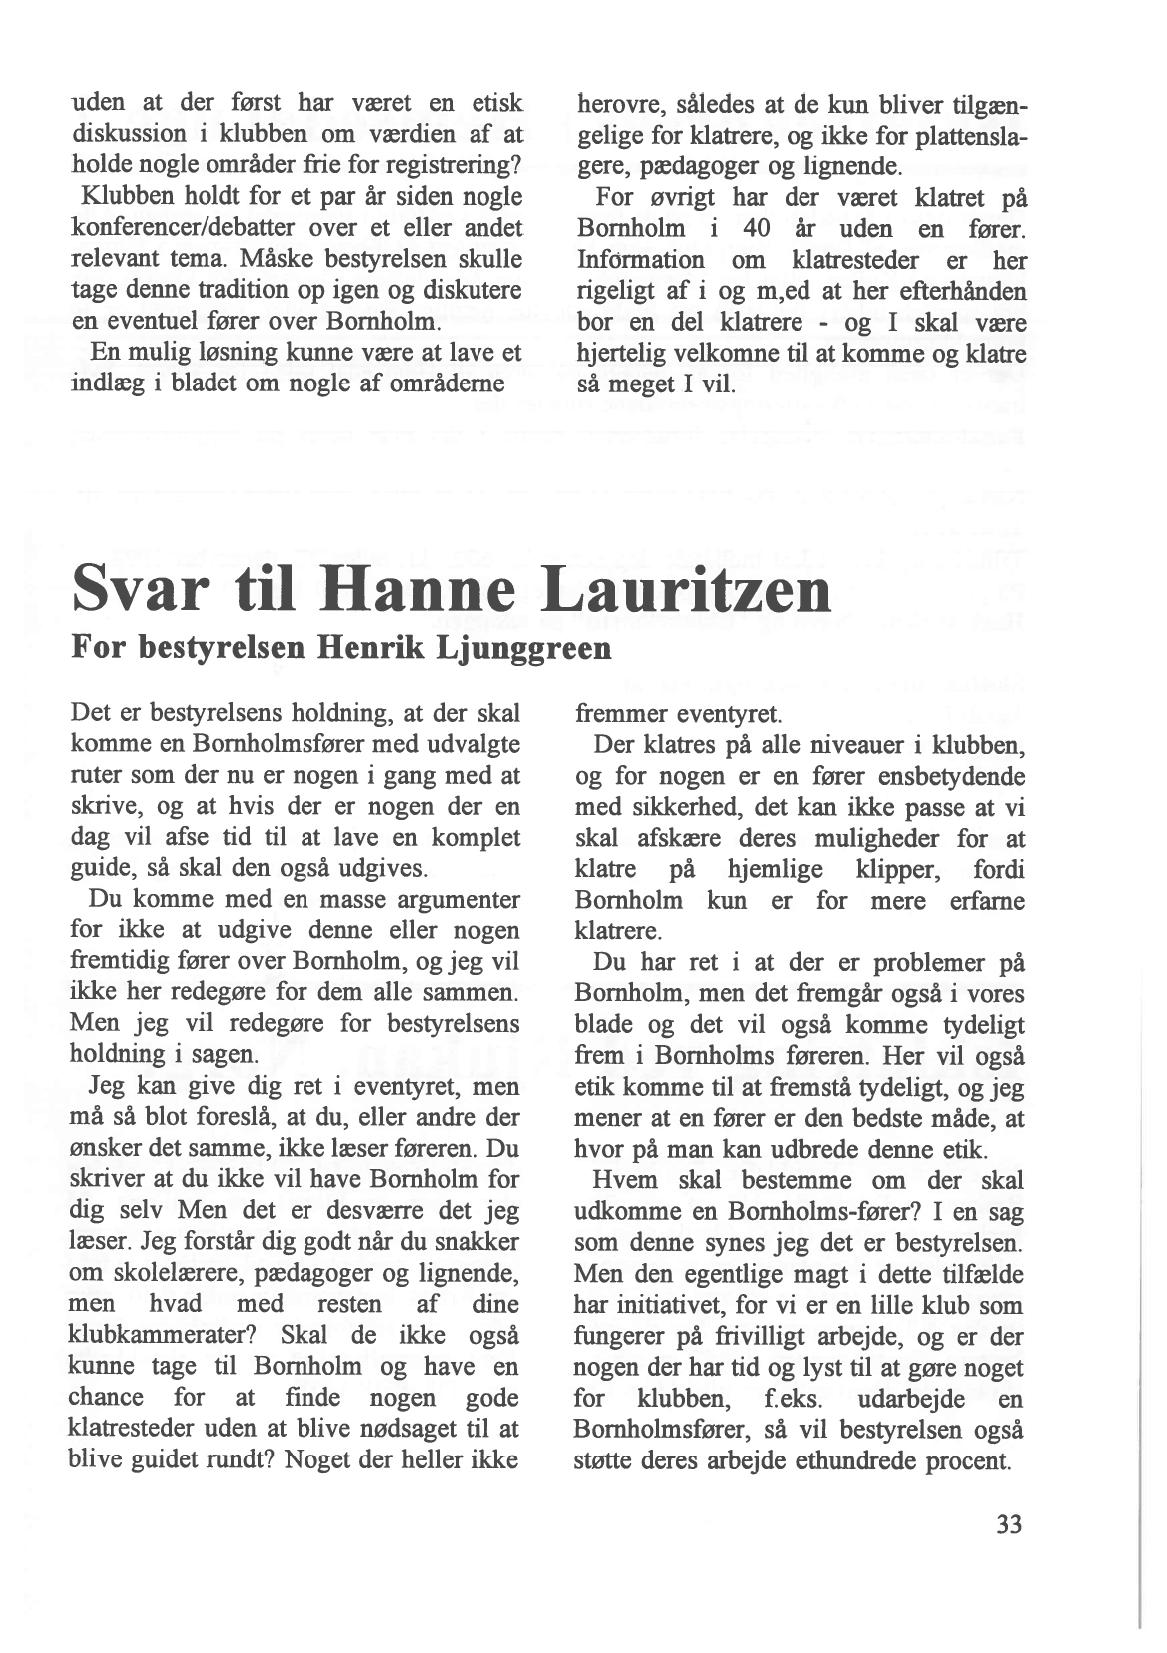 uden at der først har været en etisk
diskussion i klubben om værdien af at
holde nogle områder frie for registrering?
Klubben holdt for et par år siden nogle
konferencer/debatter over et eller andet
relevant tema. Måske bestyrelsen skulle
tage denne tradition op igen og diskutere
en eventuel fører over Bornholm.
En mulig løsning kunne være at lave et
indlæg i bladet om nogle af områderne
herovre, således at de kun bliver tilgæn-
gelige for klatrere, og ikke for plattensla-
gere, pædagoger og lignende.
For øvrigt har der været klatret på
Bornholm i 40 år uden en fører.
Information om klatresteder er her
rigeligt af i og m,ed at her efterhånden
bor en del klatrere - og I skal være
hjertelig velkomne til at komme og klatre
så meget I vil.
Svar til Hanne Lauritzen
For bestyrelsen Henrik Ljunggreen
Det er bestyrelsens holdning, at der skal
komme en Bornholmsfører med udvalgte
ruter som der nu er nogen i gang med at
skrive, og at hvis der er nogen der en
dag vil afse tid til at lave en komplet
guide, så skal den også udgives.
Du komme med en masse argumenter
for ikke at udgive denne eller nogen
fremtidig fører over Bornholm, og jeg vil
ikke her redegøre for dem alle sammen.
Men jeg vil redegøre for bestyrelsens
holdning i sagen.
Jeg kan give dig ret i eventyret, men
må så blot foreslå, at du, eller andre der
ønsker det samme, ikke læser føreren. Du
skriver at du ikke vil have Bornholm for
dig selv Men det er desværre det jeg
læser. Jeg forstår dig godt når du snakker
om skolelærere, pædagoger og lignende,
men hvad med resten af dine
klubkammerater? Skal de ikke også
kunne tage til Bornholm og have en
chance for at finde nogen gode
klatresteder uden at blive nødsaget til at
blive guidet rundt? Noget der heller ikke
fremmer eventyret.
Der klatres på alle niveauer i klubben,
og for nogen er en fører ensbetydende
med sikkerhed, det kan ikke passe at vi
skal afskære deres muligheder for at
klatre på hjemlige klipper, fordi
Bornholm kun er for mere erfarne
klatrere.
Du har ret i at der er problemer på
Bornholm, men det fremgår også i vores
blade og det vil også komme tydeligt
frem i Bornholms føreren. Her vil også
etik komme til at fremstå tydeligt, og jeg
mener at en fører er den bedste måde, at
hvor på man kan udbrede denne etik.
Hvem skal bestemme om der skal
udkomme en Bornholms-fører? I en sag
som denne synes jeg det er bestyrelsen.
Men den egentlige magt i dette tilfælde
har initiativet, for vi er en lille klub som
fungerer på frivilligt arbejde, og er der
nogen der har tid og lyst til at gøre noget
for klubben, f.eks. udarbejde en
Bornholmsfører, så vil bestyrelsen også
støtte deres arbejde ethundrede procent.
33